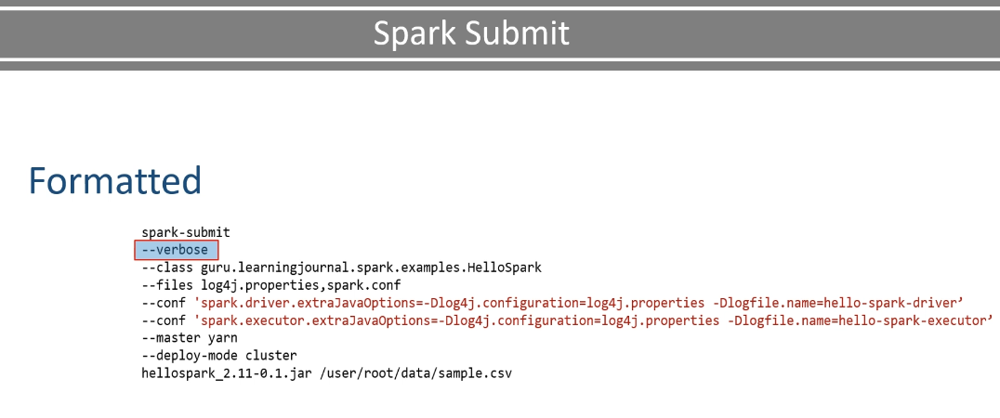 Spark Submit
Formatted
spark-submit
--verbose
--class guru.learningjournal.spark.examples.HelloSpark
--files log4j.properties,spark.conf
--conf 'spark.driver.extraJavaOptions=-Dlog4j.configuration=log4j.properties -Dlogfile.name=hello-spark-driver’
--conf 'spark.executor.extraJavaOptions=-Dlog4j.configuration=log4j.properties -Dlogfile.name=hello-spark-executor’
--master yarn
--deploy-mode cluster
hellospark_2.11-0.1.jar /user/root/data/sample.csv